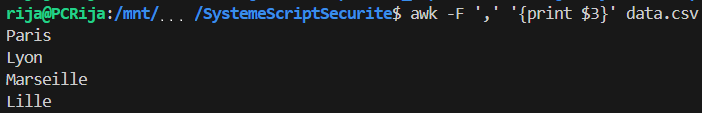 rija@PCRija:/mnt/... /SystemeScriptSecurite$ awk -F ',' '{print $3}' data.csv
Paris
Lyon
Marseille
Lille